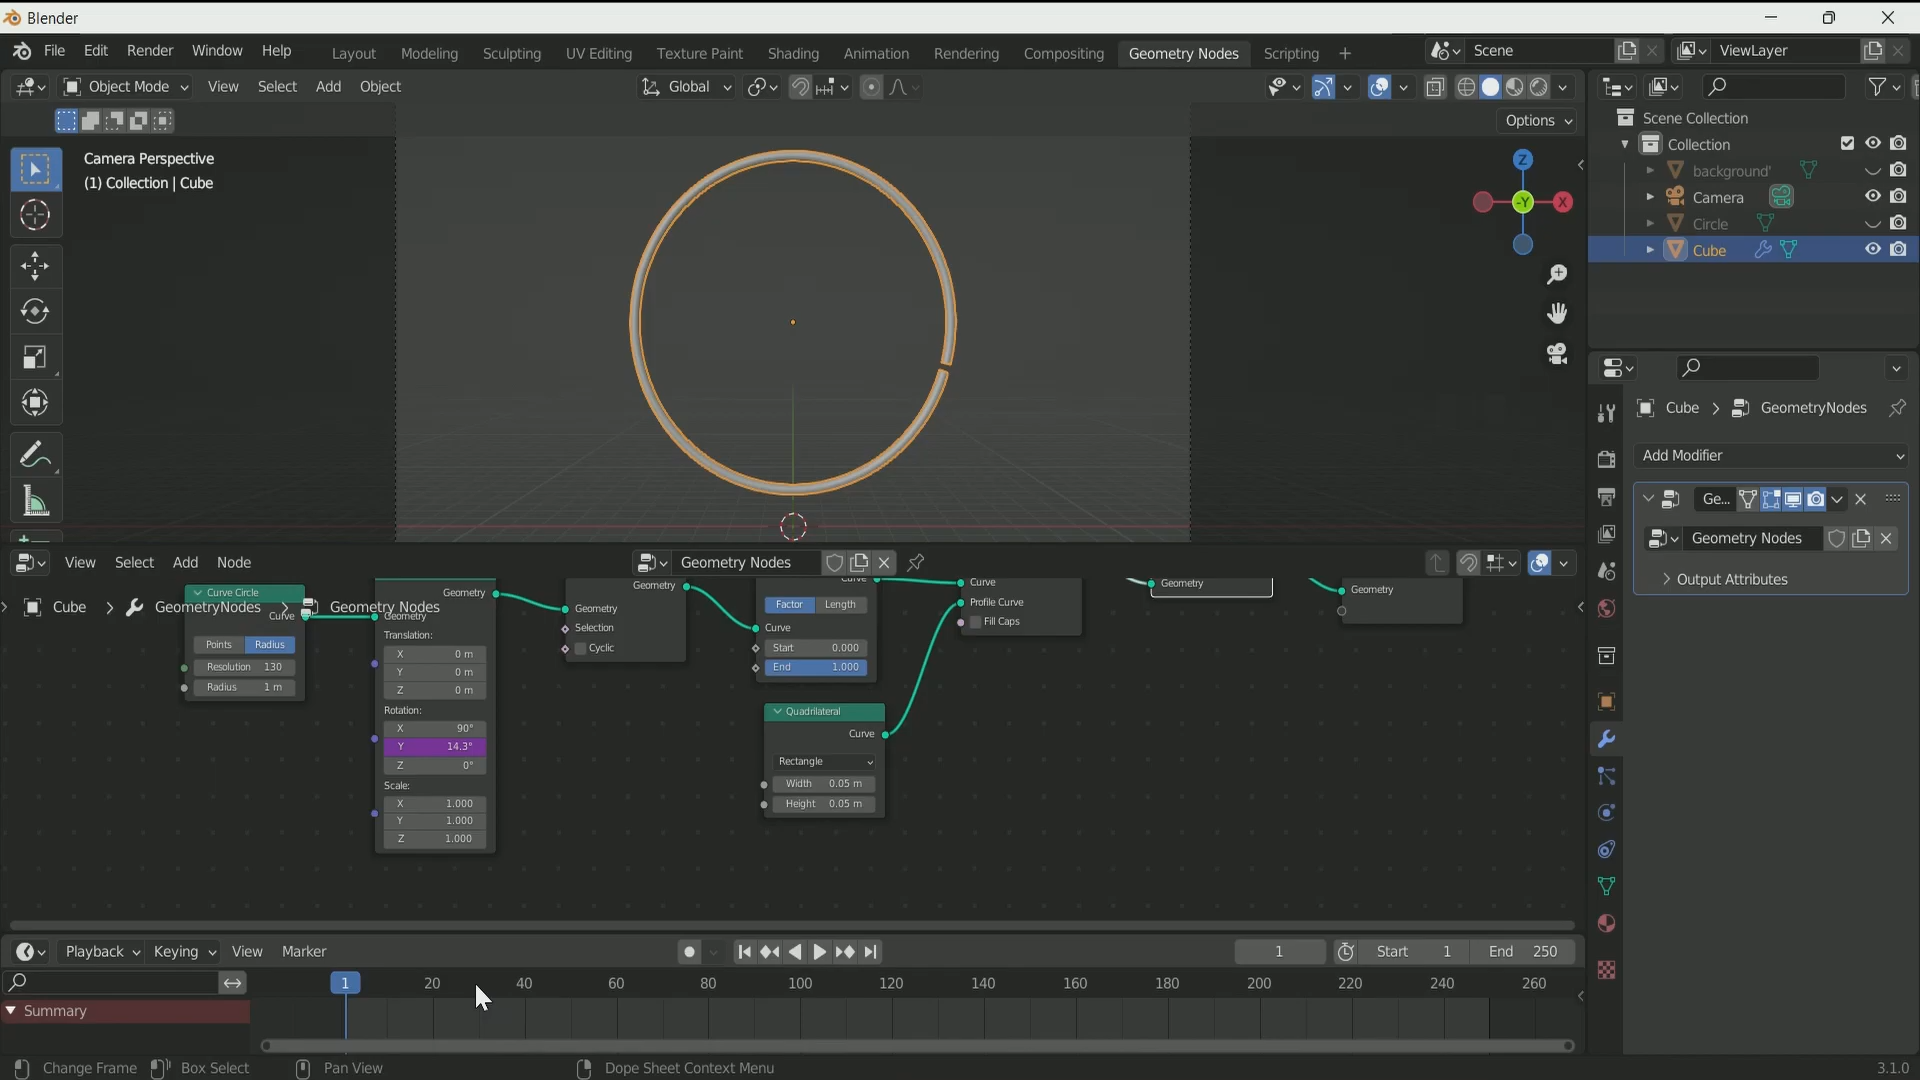 Blender
File Edit Render Window Help Layout Modeling Sculpting UV Editing Texture Paint Shading Animation Rendering Compositing Geometry Nodes Scripting + Scene ViewLayer
Object Mode View Select Add Object Global
Options
Camera Perspective
(1) Collection | Cube
Z
-Y X
Scene Collection
Collection
background'
Camera
Circle
Cube
Cube > GeometryNodes
Add Modifier
Ge...
Geometry Nodes
> Output Attributes
View Select Add Node Geometry Nodes
Cube > GeometryNodes > Geometry Nodes
Curve Circle
Curve
Points Radius
Resolution 130
Radius 1 m
Geometry
Geometry
Translation:
X 0 m
Y 0 m
Z 0 m
Rotation:
X 90°
Y 14.3°
Z 0°
Scale:
X 1.000
Y 1.000
Z 1.000
Geometry
Geometry
Selection
Cyclic
Curve
Factor Length
Curve
Start 0.000
End 1.000
Quadrilateral
Curve
Rectangle
Width 0.05 m
Height 0.05 m
Curve
Profile Curve
Fill Caps
Geometry
Geometry
Playback Keying View Marker 1 Start 1 End 250
1 20 40 60 80 100 120 140 160 180 200 220 240 260
Summary
Change Frame Box Select Pan View Dope Sheet Context Menu 3.1.0